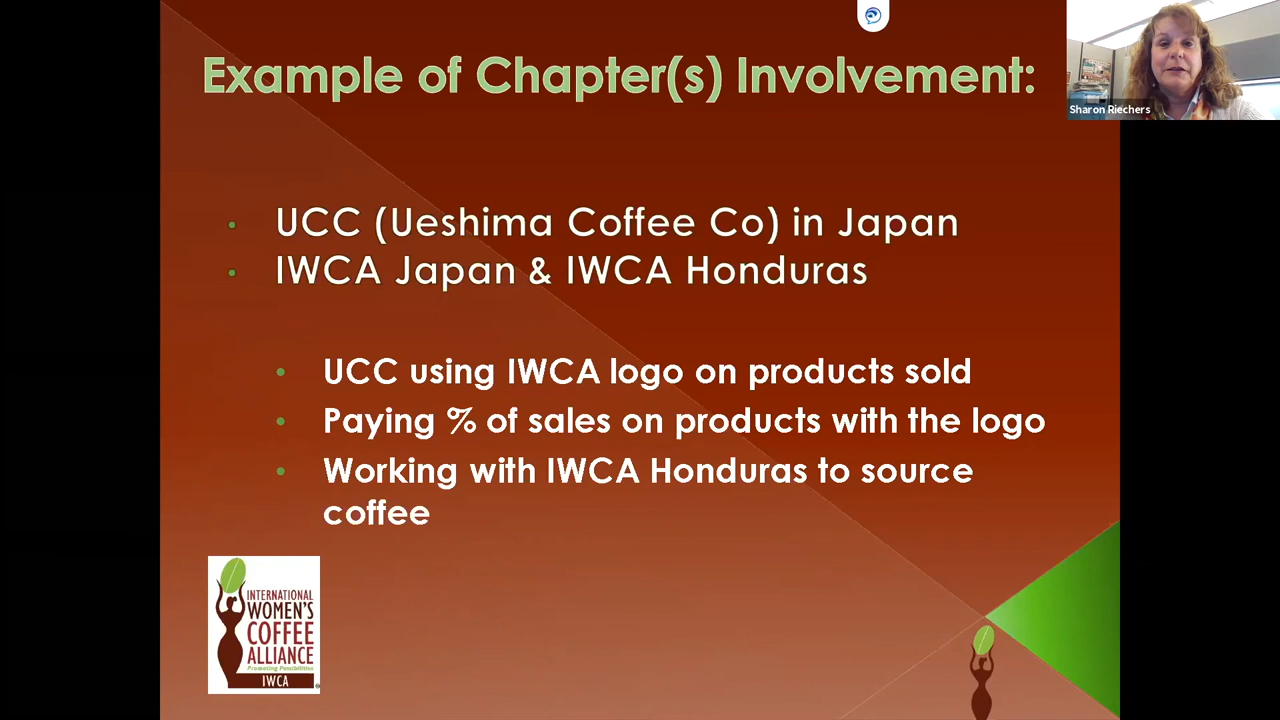 Example of Chapter(s) Involvement:
Sharon Riechers
• UCC (Ueshima Coffee Co) in Japan
• IWCA Japan & IWCA Honduras
• UCC using IWCA logo on products sold
• Paying % of sales on products with the logo
• Working with IWCA Honduras to source
coffee
INTERNATIONAL
WOMEN'S
COFFEE
ALLIANCE
Promoting Possibilities
IWCA
®